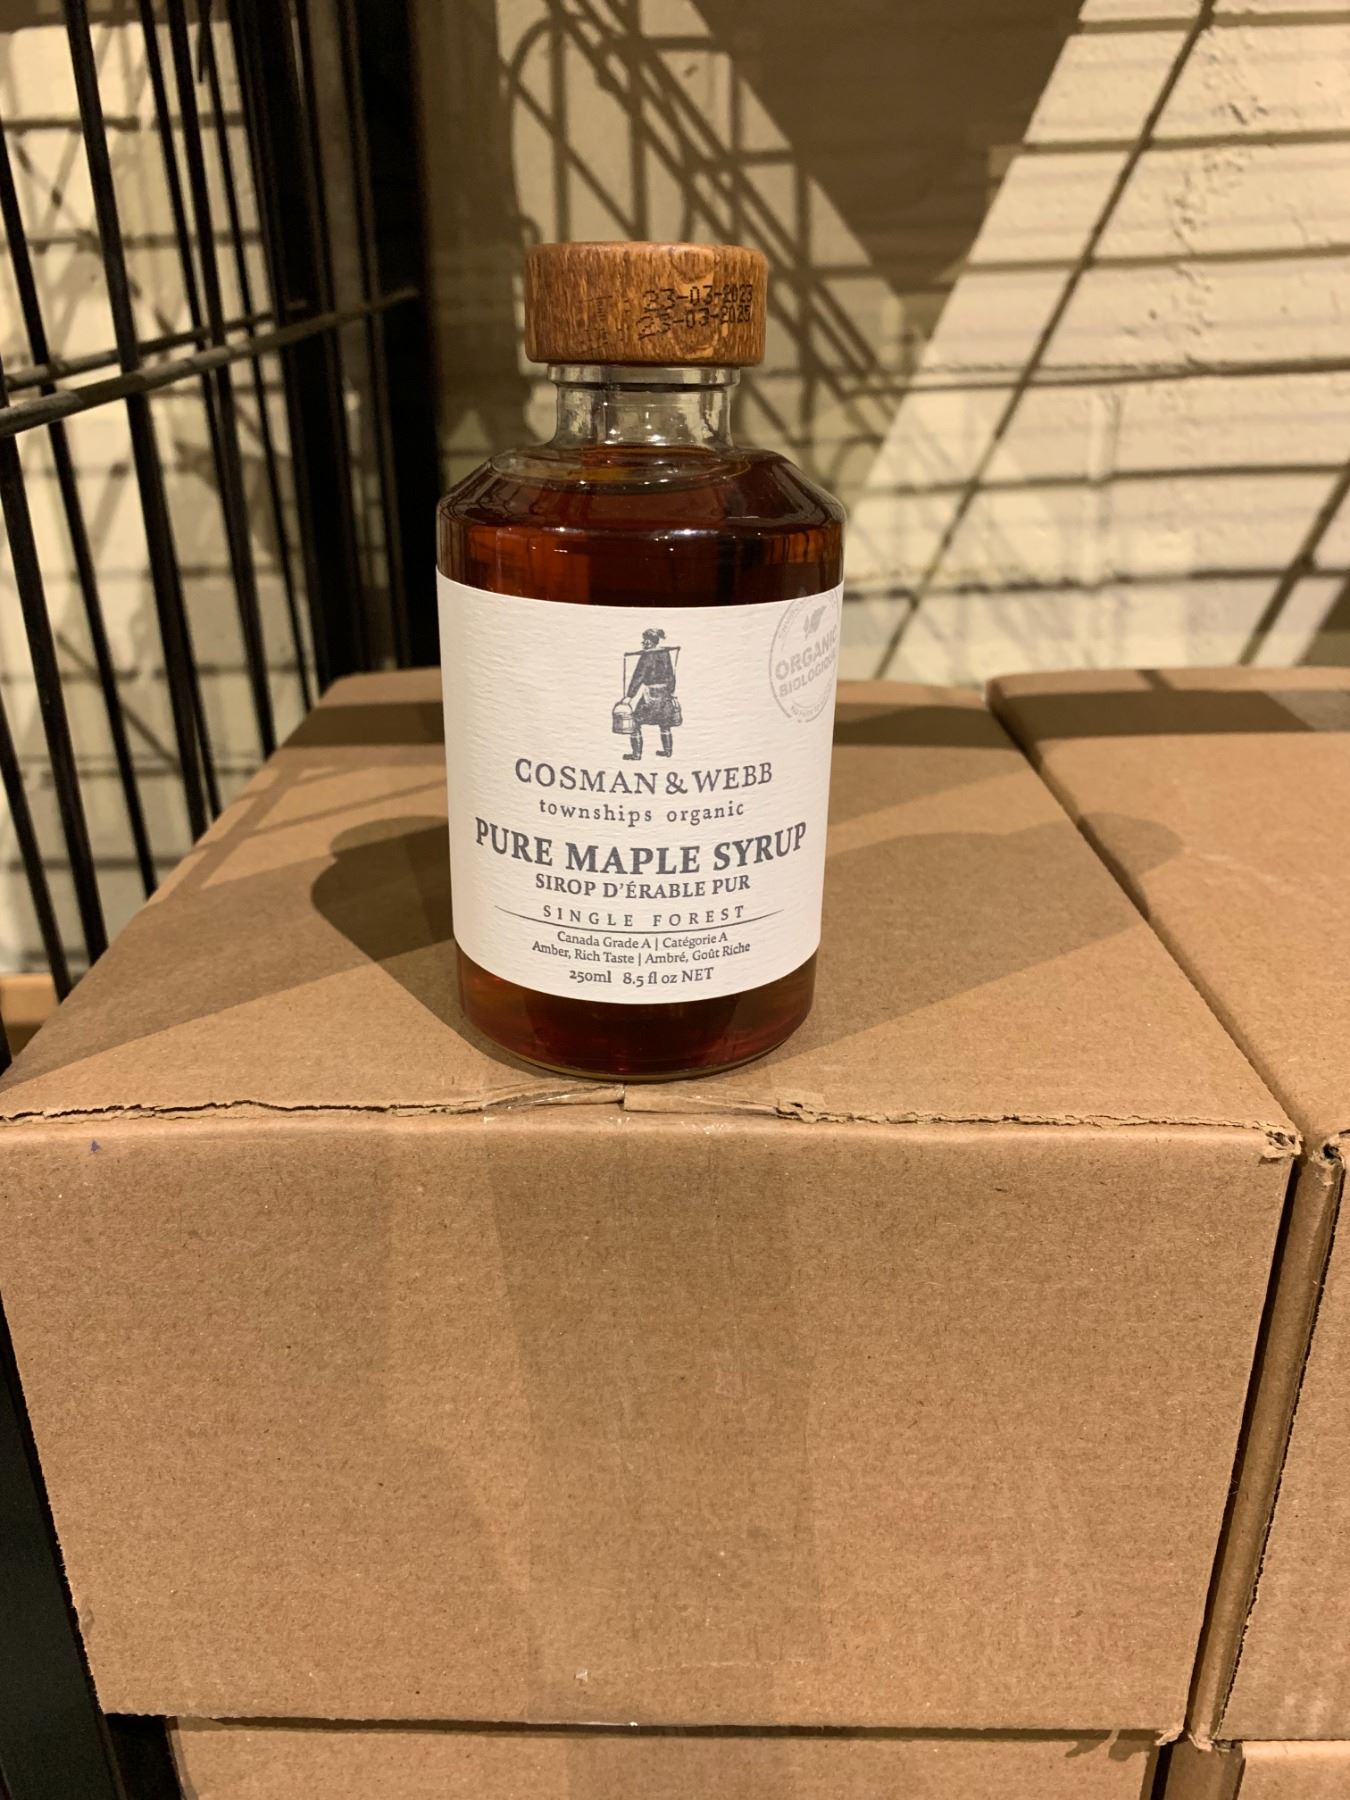 23-03-2023
23-03-2025
ORGANIC
BIOLOGIQUE
COSMAN & WEBB
townships organic
PURE MAPLE SYRUP
SIROP D'ÉRABLE PUR
SINGLE FOREST
Canada Grade A | Catégorie A
Amber, Rich Taste | Ambré, Goût Riche
250ml 8.5 fl oz NET